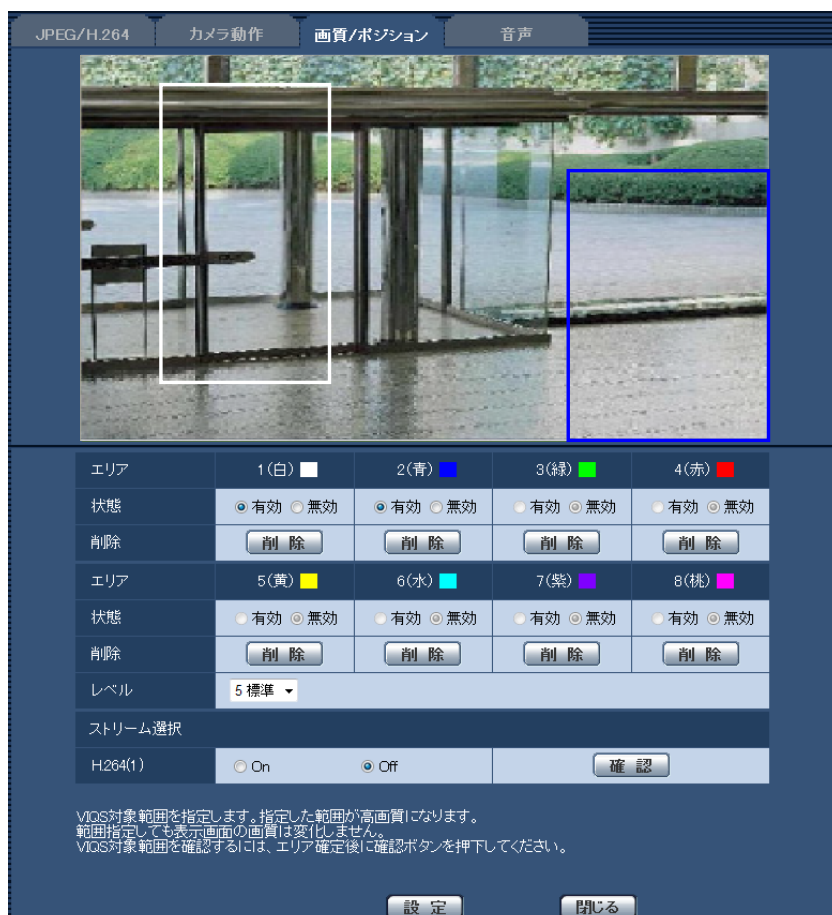 JPEG/H.264 カメラ動作 画質/ポジション 音声
エリア 1(白) 2(青) 3(緑) 4(赤)
状態 有効 無効 有効 無効 有効 無効 有効 無効
削除 削 除 削 除 削 除 削 除
エリア 5(黄) 6(水) 7(紫) 8(桃)
状態 有効 無効 有効 無効 有効 無効 有効 無効
削除 削 除 削 除 削 除 削 除
レベル 5 標準
ストリーム選択
H.264(1) On Off 確 認
VIQS対象範囲を指定します。指定した範囲が高画質になります。
範囲指定しても表示画面の画質は変化しません。
VIQS対象範囲を確認するには、エリア確定後に確認ボタンを押下してください。
設 定 閉じる